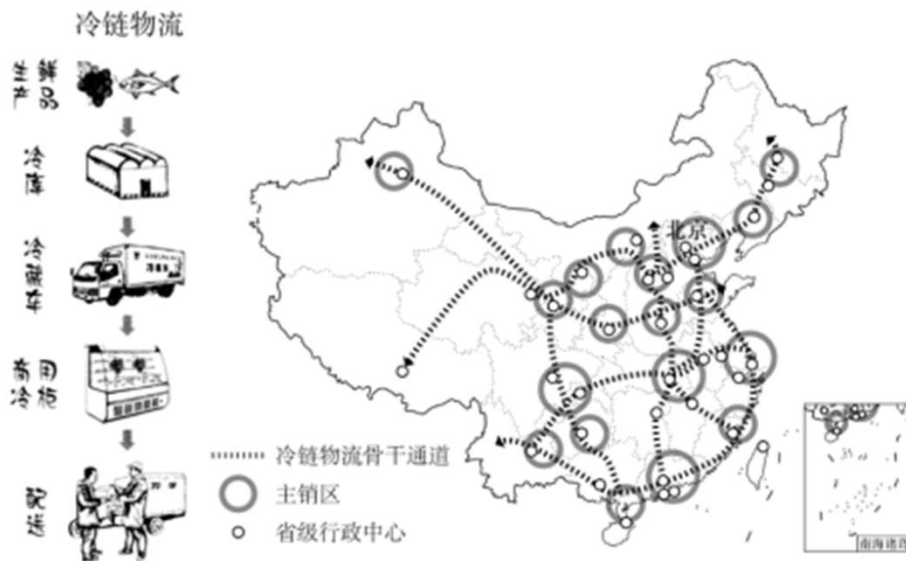 冷链物流
生鲜
产品
冷库
冷藏车
商用
冷柜
配送
北京
冷链物流骨干通道
主销区
省级行政中心
南海诸岛